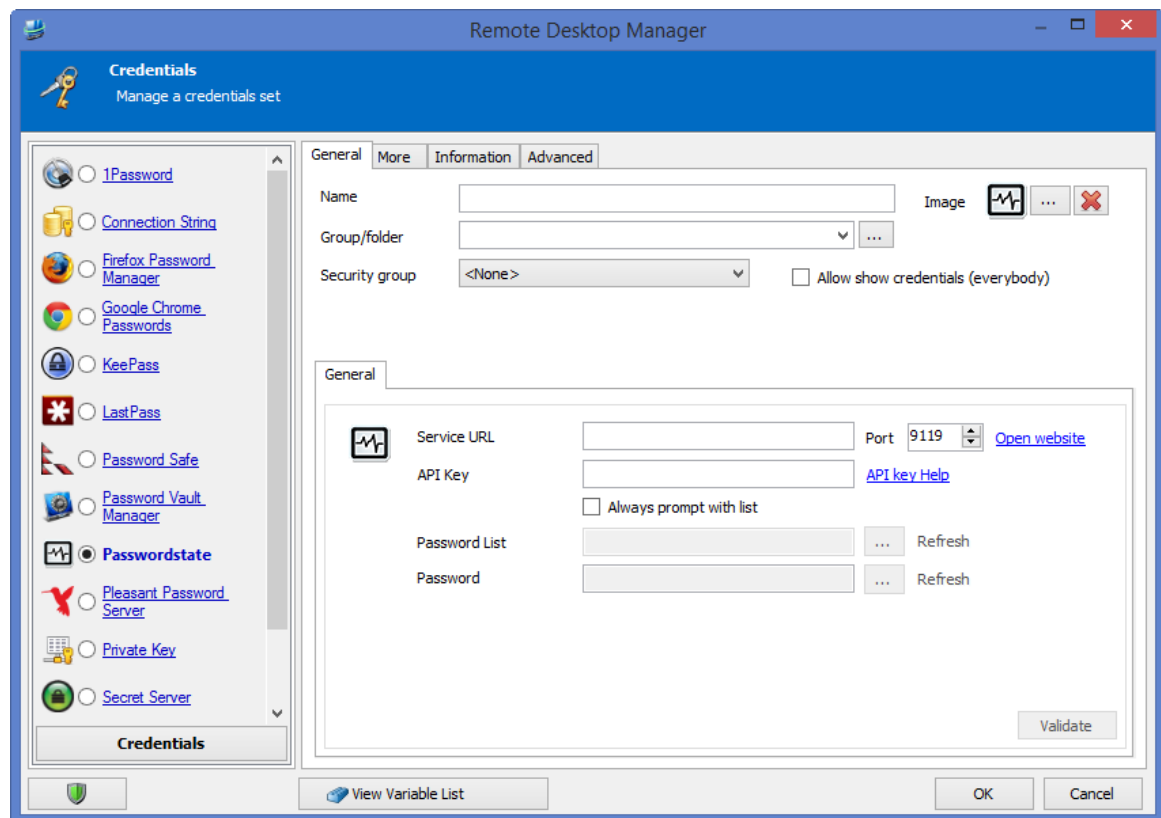 Remote Desktop Manager
Credentials
Manage a credentials set
1Password
Connection String
Firefox Password
Manager
Google Chrome
Passwords
KeePass
LastPass
Password Safe
Password Vault
Manager
Passwordstate
Pleasant Password
Server
Private Key
Secret Server
Credentials
General More Information Advanced
Name
Image
...
Group/folder
...
Security group
<None>
Allow show credentials (everybody)
General
Service URL
Port 9119
Open website
API Key
API key Help
Always prompt with list
Password List
...
Refresh
Password
...
Refresh
Validate
View Variable List
OK
Cancel